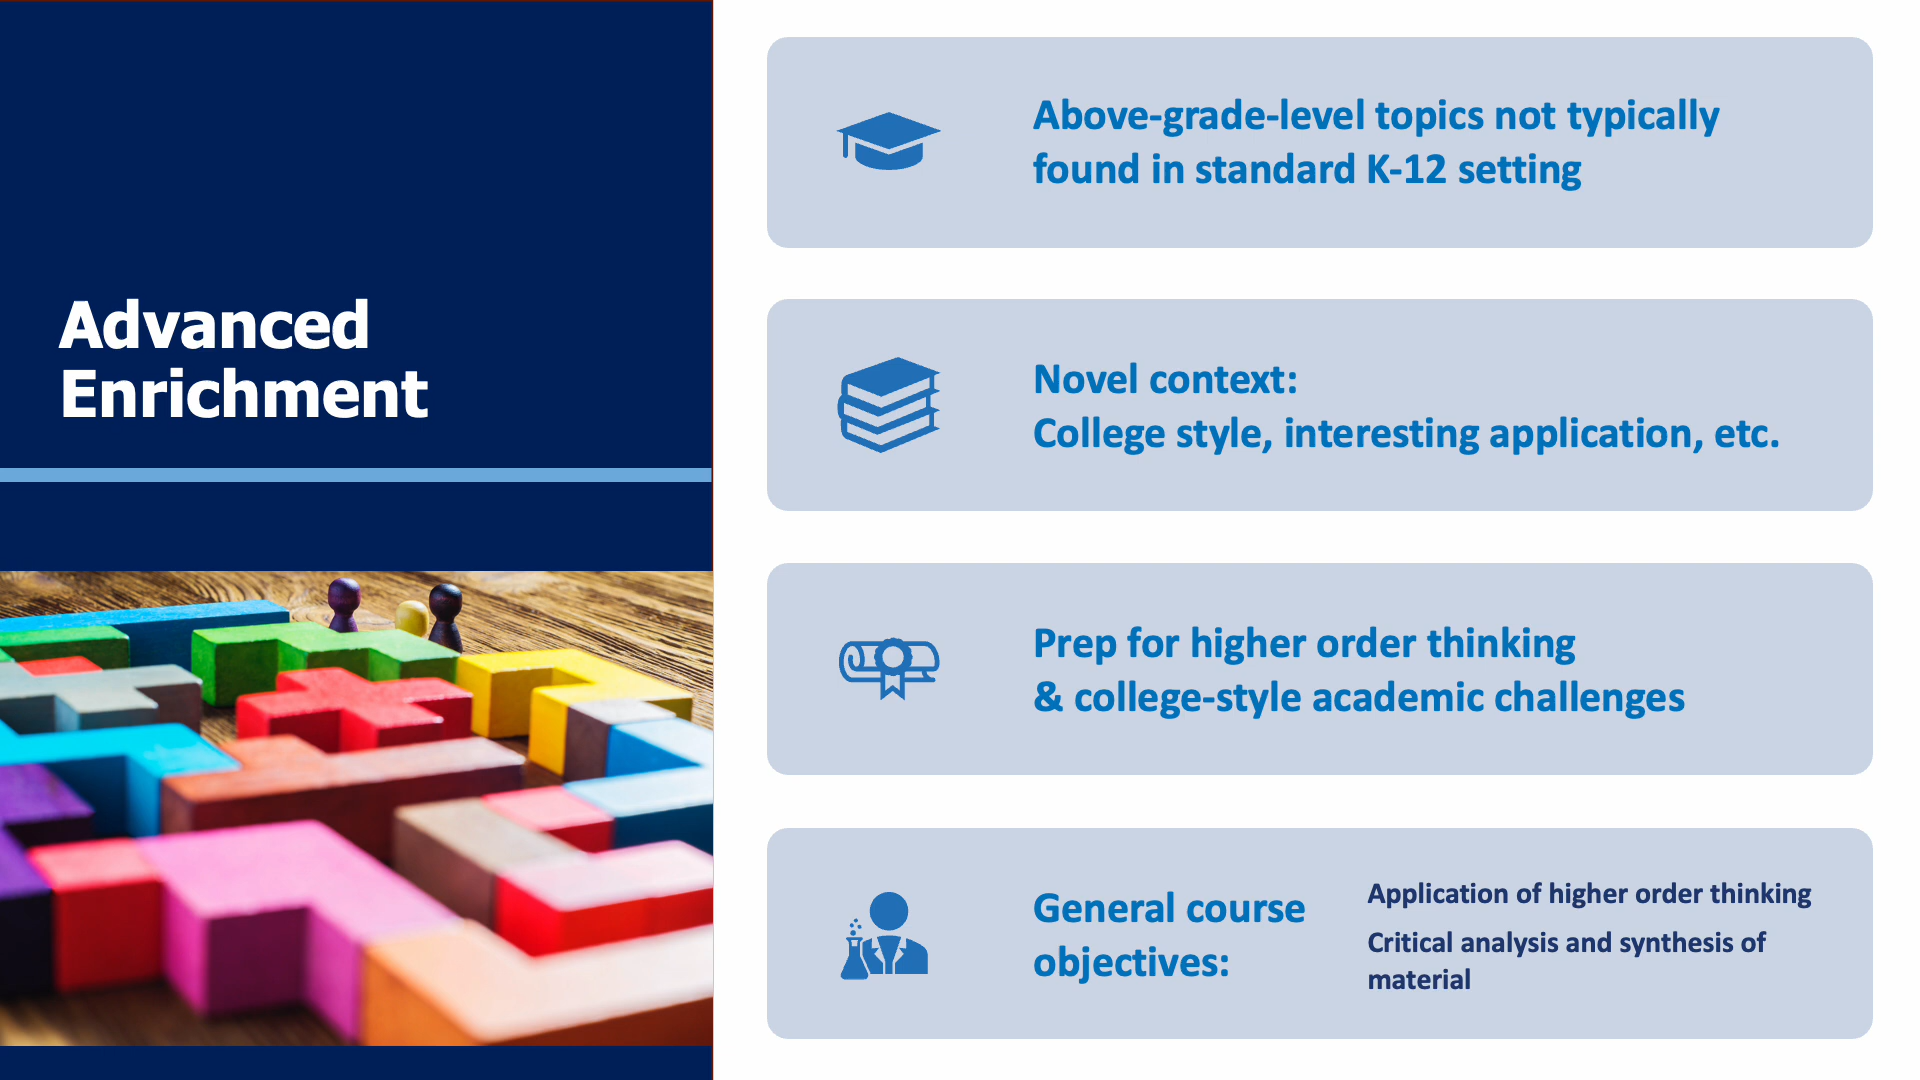 Advanced
Enrichment
Above-grade-level topics not typically
found in standard K-12 setting
Novel context:
College style, interesting application, etc.
Prep for higher order thinking
& college-style academic challenges
General course
objectives:
Application of higher order thinking
Critical analysis and synthesis of
material